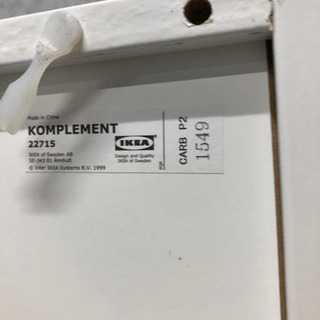 Made in China
KOMPLEMENT
22715
IKEA of Sweden AB
SE-343 81 Älmhult
© Inter IKEA Systems B.V. 1999
IKEA
Design and Quality
IKEA of Sweden
CARB P2
1549